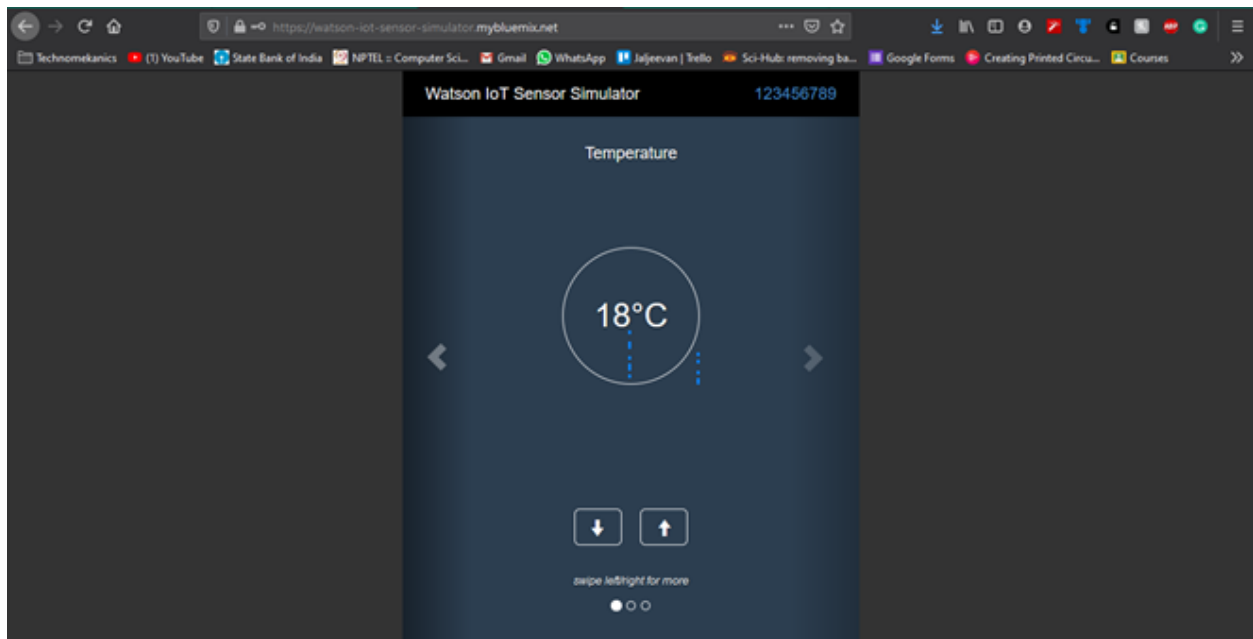 https://watson-iot-sensor-simulator.mybluemix.net
Technomekanics (1) YouTube State Bank of India NPTEL :: Computer Sci... Gmail WhatsApp Jaljeevan | Trello Sci-Hub: removing ba... Google Forms Creating Printed Circu... Courses
Watson IoT Sensor Simulator 123456789
Temperature
18°C
swipe left/right for more